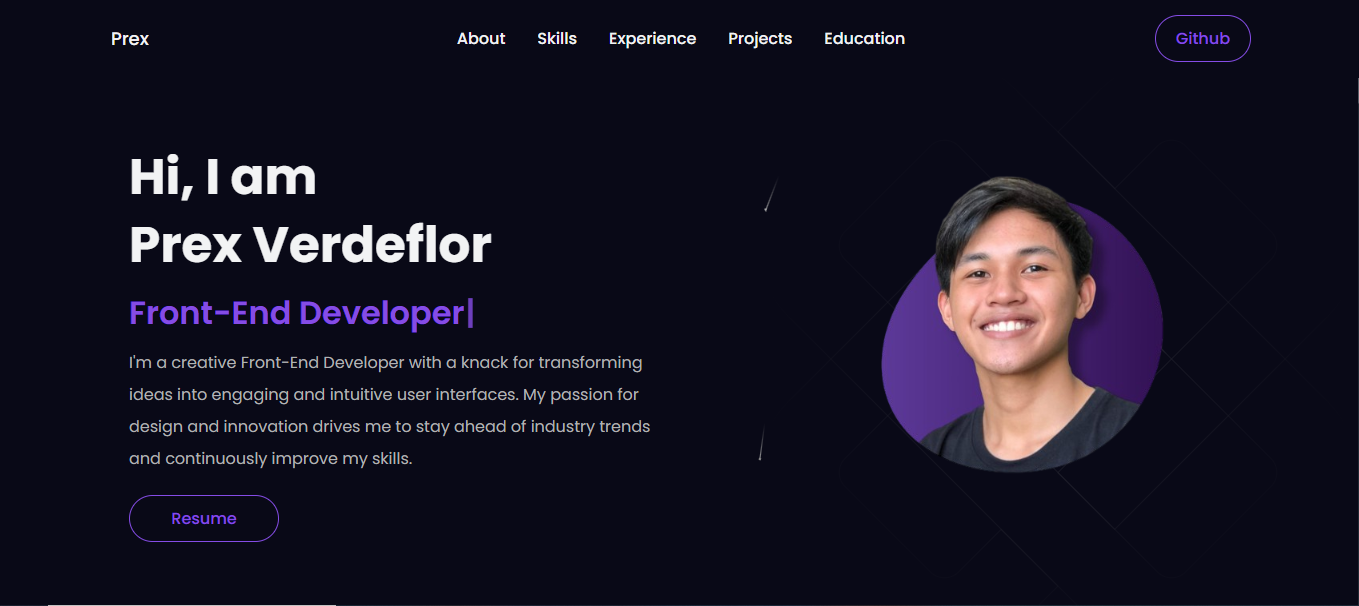 Prex
About Skills Experience Projects Education
Github
Hi, I am
Prex Verdeflor
Front-End Developer|
I'm a creative Front-End Developer with a knack for transforming
ideas into engaging and intuitive user interfaces. My passion for
design and innovation drives me to stay ahead of industry trends
and continuously improve my skills.
Resume